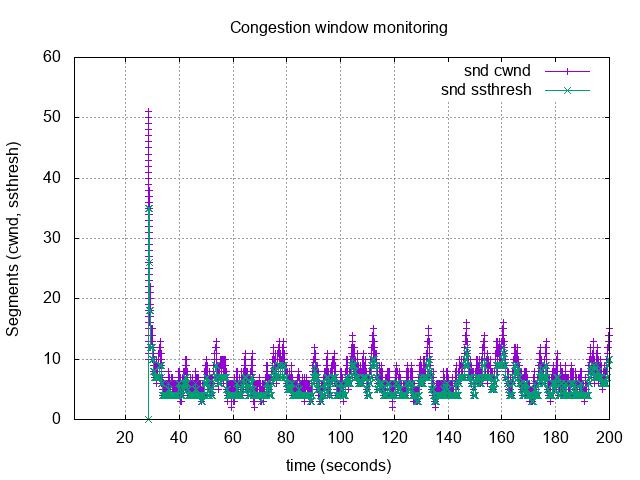 Congestion window monitoring
60
50
40
30
20
10
0
Segments (cwnd, ssthresh)
snd cwnd
snd ssthresh
20 40 60 80 100 120 140 160 180 200
time (seconds)